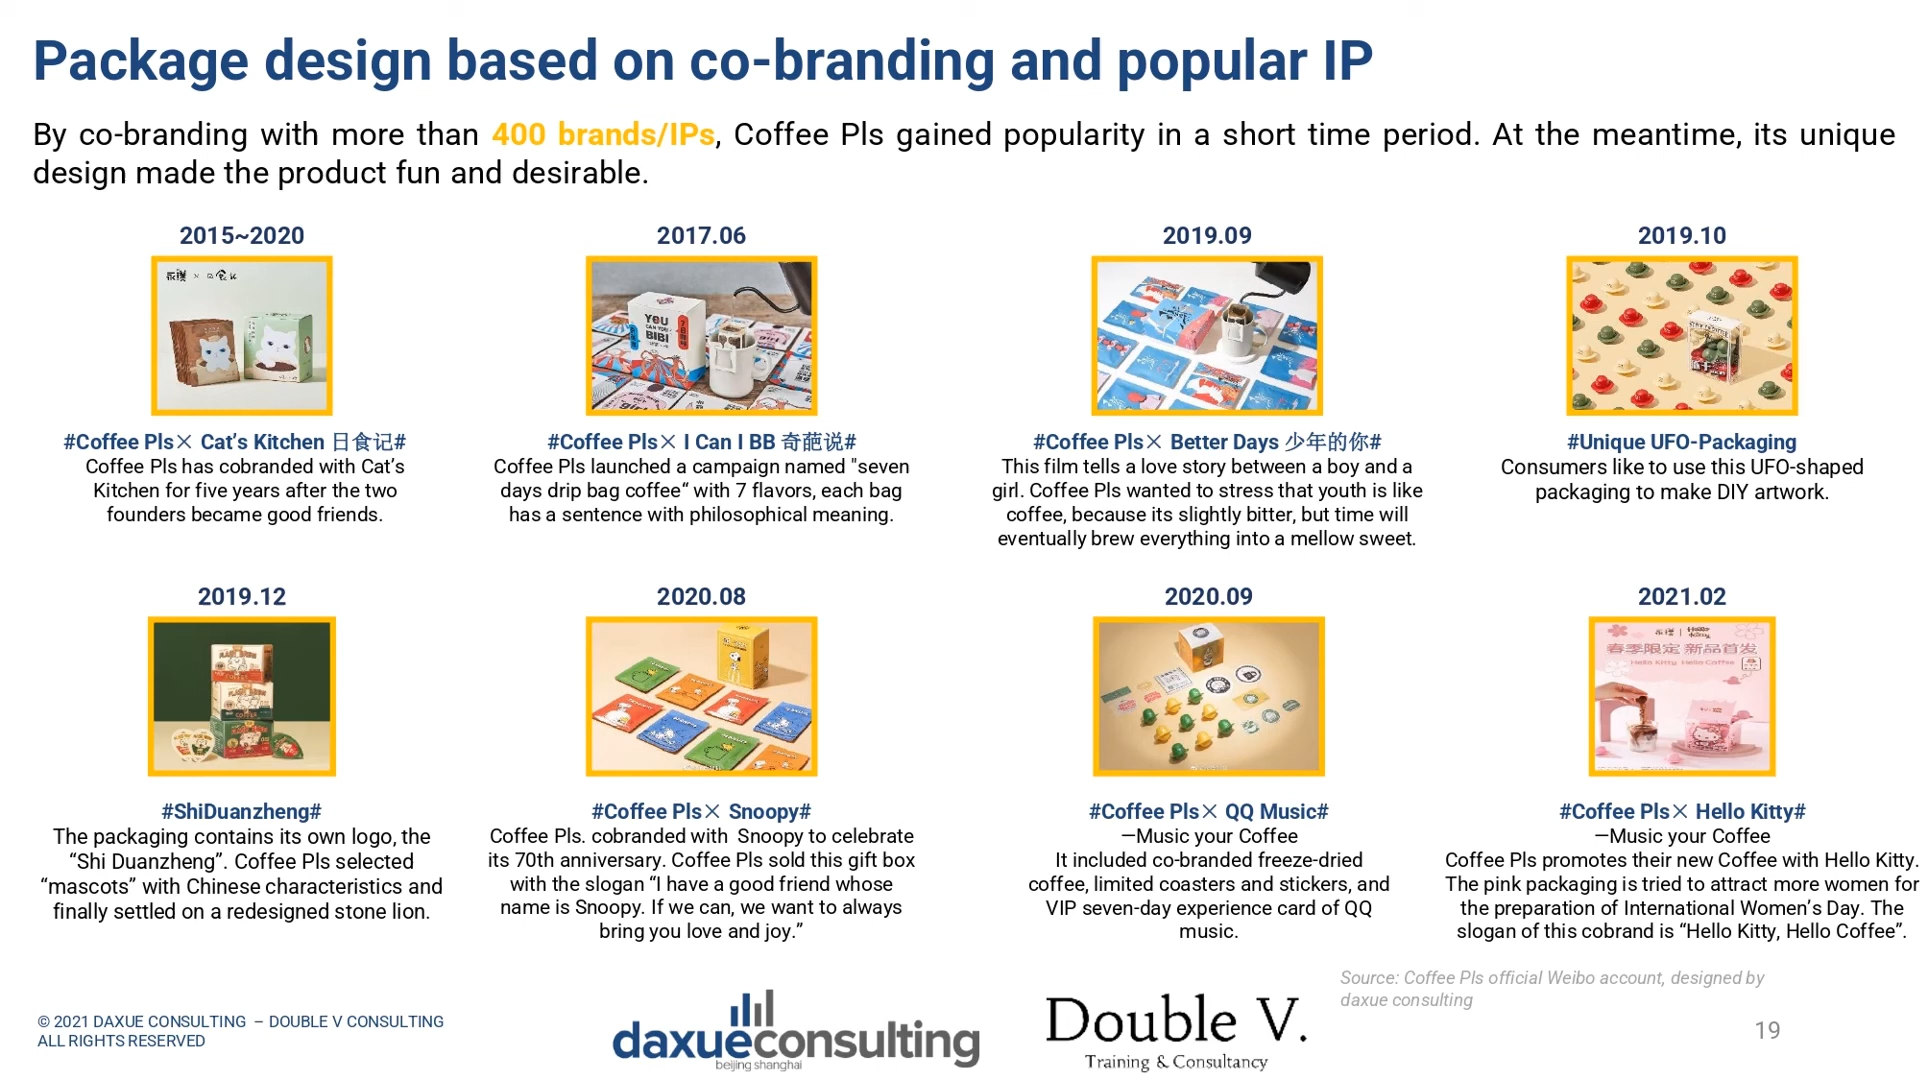 Package design based on co-branding and popular IP
By co-branding with more than 400 brands/IPs, Coffee Pls gained popularity in a short time period. At the meantime, its unique
design made the product fun and desirable.
2015~2020
#Coffee Pls× Cat’s Kitchen 日食记#
Coffee Pls has cobranded with Cat’s
Kitchen for five years after the two
founders became good friends.
2017.06
YOU
CAN YOU
BIBI
#Coffee Pls× I Can I BB 奇葩说#
Coffee Pls launched a campaign named "seven
days drip bag coffee“ with 7 flavors, each bag
has a sentence with philosophical meaning.
2019.09
#Coffee Pls× Better Days 少年的你#
This film tells a love story between a boy and a
girl. Coffee Pls wanted to stress that youth is like
coffee, because its slightly bitter, but time will
eventually brew everything into a mellow sweet.
2019.10
#Unique UFO-Packaging
Consumers like to use this UFO-shaped
packaging to make DIY artwork.
2019.12
#ShiDuanzheng#
The packaging contains its own logo, the
“Shi Duanzheng”. Coffee Pls selected
“mascots” with Chinese characteristics and
finally settled on a redesigned stone lion.
2020.08
#Coffee Pls× Snoopy#
Coffee Pls. cobranded with Snoopy to celebrate
its 70th anniversary. Coffee Pls sold this gift box
with the slogan “I have a good friend whose
name is Snoopy. If we can, we want to always
bring you love and joy.”
2020.09
#Coffee Pls× QQ Music#
—Music your Coffee
It included co-branded freeze-dried
coffee, limited coasters and stickers, and
VIP seven-day experience card of QQ
music.
2021.02
永璞 | Hello Kitty
春季限定 新品首发
Hello Kitty Hello Coffee
#Coffee Pls× Hello Kitty#
—Music your Coffee
Coffee Pls promotes their new Coffee with Hello Kitty.
The pink packaging is tried to attract more women for
the preparation of International Women’s Day. The
slogan of this cobrand is “Hello Kitty, Hello Coffee”.
Source: Coffee Pls official Weibo account, designed by
daxue consulting
© 2021 DAXUE CONSULTING – DOUBLE V CONSULTING
ALL RIGHTS RESERVED
daxueconsulting
beijing shanghai
Double V.
Training & Consultancy
19